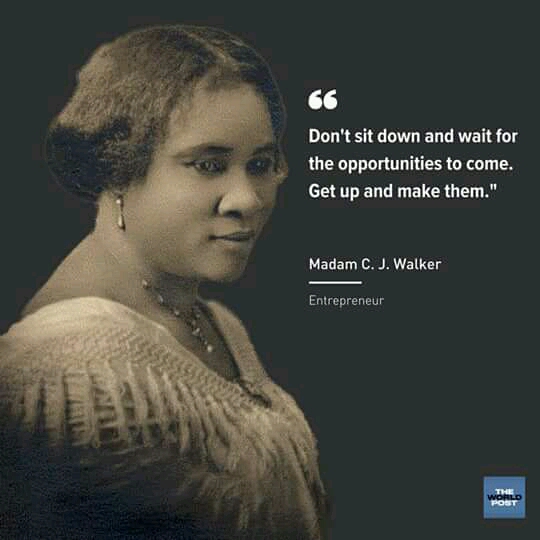 “
Don't sit down and wait for
the opportunities to come.
Get up and make them."
Madam C. J. Walker
Entrepreneur
THE
WORLD
POST